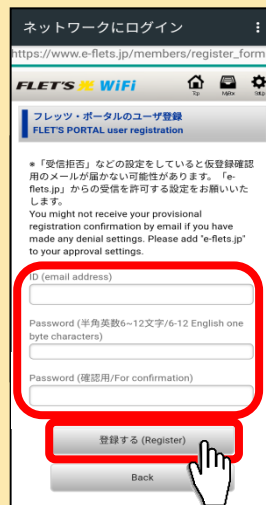 ネットワークにログイン
https://www.e-flets.jp/members/register_form
FLET'S WiFi
Top
Setup
フレッツ・ポータルのユーザ登録
FLET'S PORTAL user registration
※「受信拒否」などの設定をしていると仮登録確認
用のメールが届かない可能性があります。「e-
flets.jp」からの受信を許可する設定をお願いいた
します。
You might not receive your provisional
registration confirmation by email if you have
made any denial settings. Please add "e-flets.jp"
to your approval settings.
ID (email address)
Password (半角英数6~12文字/6-12 English one
byte characters)
Password (確認用/For confirmation)
登録する (Register)
Back